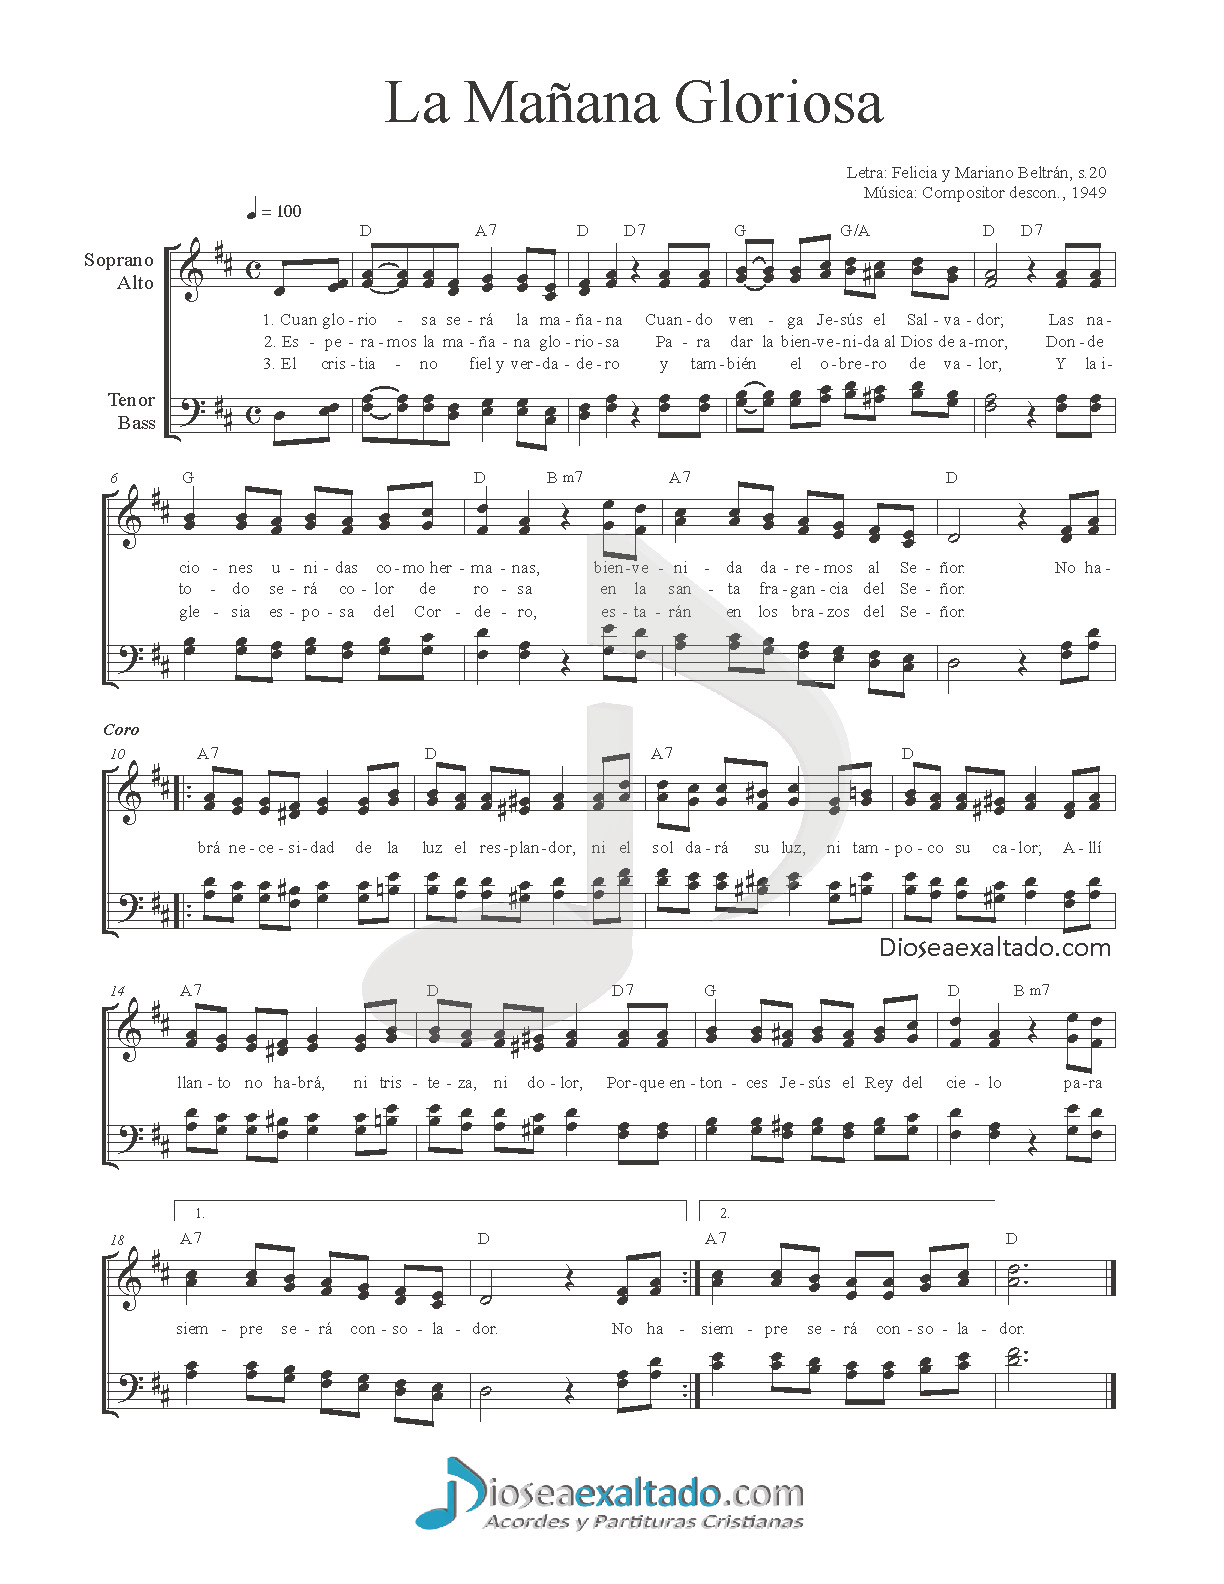 La Mañana Gloriosa
Letra: Felicia y Mariano Beltrán, s.20
Música: Compositor descon., 1949
♩ = 100
D A7 D D7 G G/A D D7
Soprano
Alto
1. Cuan glo - rio - sa se - rá la ma - ña - na Cuan - do ven - ga Je - sús el Sal - va - dor; Las na -
2. Es - pe - ra - mos la ma - ña - na glo - rio - sa Pa - ra dar la bien - ve - ni - da al Dios de a - mor, Don - de
3. El cris - tia - no fiel y ver - da - de - ro y tam - bién el o - bre - ro de va - lor, Y la i -
Tenor
Bass
6 G D B m7 A7 D
cio - nes u - ni - das co - mo her - ma - nas, bien - ve - ni - da da - re - mos al Se - ñor. No ha -
to - do se - rá co - lor de ro - sa en la san - ta fra - gan - cia del Se - ñor.
gle - sia es - po - sa del Cor - de - ro, es - ta - rán en los bra - zos del Se - ñor.
Coro
10 A7 D A7 D
brá ne - ce - si - dad de la luz el res - plan - dor, ni el sol da - rá su luz, ni tam - po - co su ca - lor; A - llí
Dioseaexaltado.com
14 A7 D D7 G D B m7
llan - to no ha - brá, ni tris - te - za, ni do - lor, Por - que en - ton - ces Je - sús el Rey del cie - lo pa - ra
1. 2.
18 A7 D A7 D
siem - pre se - rá con - so - la - dor. No ha - siem - pre se - rá con - so - la - dor.
Dioseaexaltado.com
Acordes y Partituras Cristianas